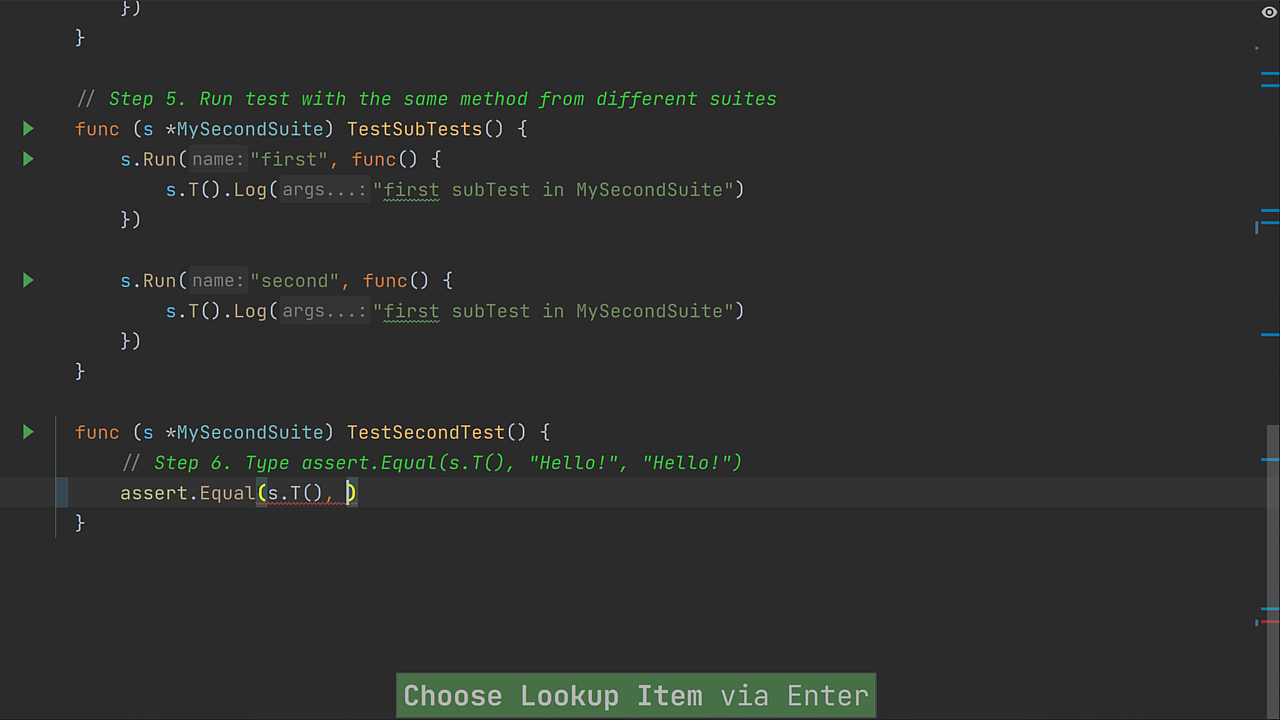 })
}
// Step 5. Run test with the same method from different suites
func (s *MySecondSuite) TestSubTests() {
s.Run(name:"first", func() {
s.T().Log(args...:"first subTest in MySecondSuite")
})
s.Run(name:"second", func() {
s.T().Log(args...:"first subTest in MySecondSuite")
})
}
func (s *MySecondSuite) TestSecondTest() {
// Step 6. Type assert.Equal(s.T(), "Hello!", "Hello!")
assert.Equal(s.T(), )
}
Choose Lookup Item via Enter